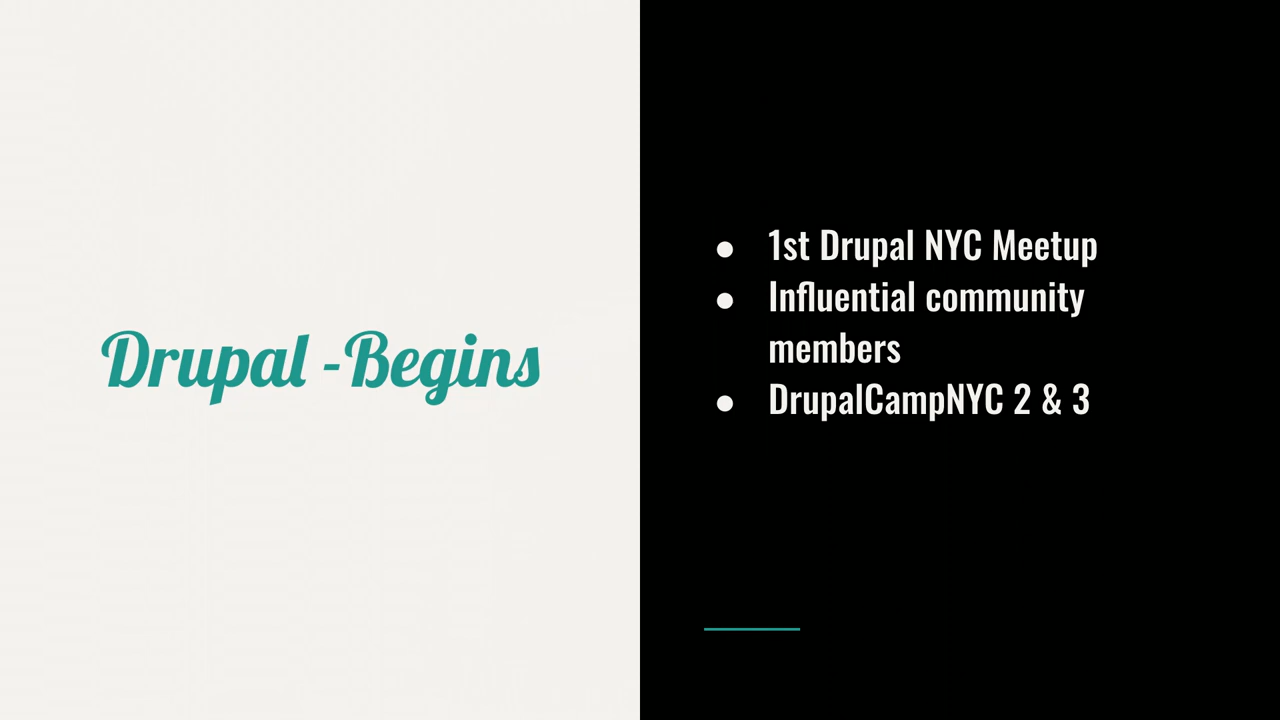 Drupal -Begins
● 1st Drupal NYC Meetup
● Influential community
members
● DrupalCampNYC 2 & 3